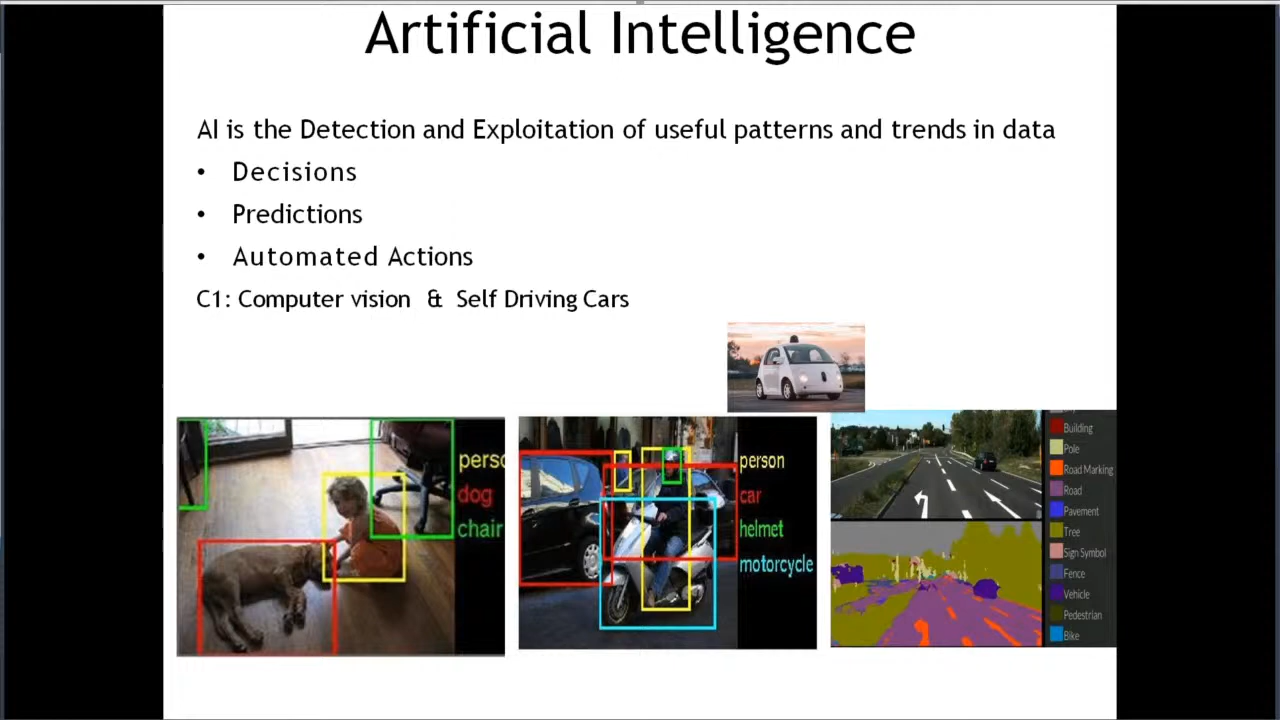 Artificial Intelligence
AI is the Detection and Exploitation of useful patterns and trends in data
• Decisions
• Predictions
• Automated Actions
C1: Computer vision & Self Driving Cars
perso
dog
chair
person
car
helmet
motorcycle
Building
Pole
Road Marking
Road
Pavement
Tree
Sign Symbol
Fence
Vehicle
Pedestrian
Bike